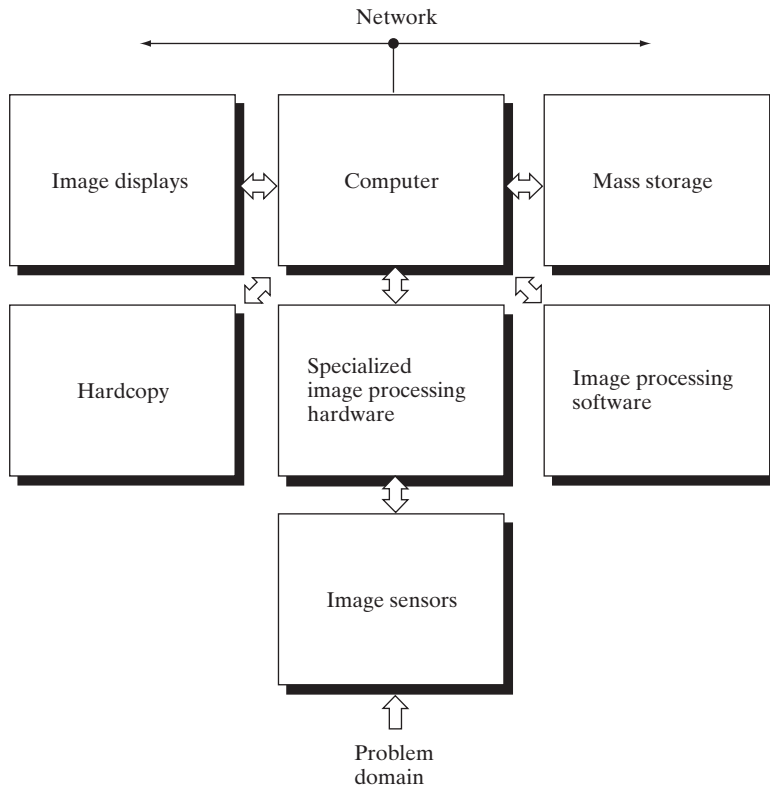 Network
Image displays
Computer
Mass storage
Hardcopy
Specialized
image processing
hardware
Image processing
software
Image sensors
Problem
domain